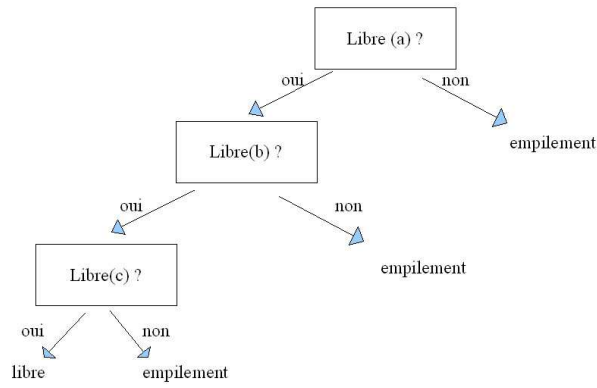 Libre (a) ?
oui
non
empilement
Libre(b) ?
oui
non
empilement
Libre(c) ?
oui
non
libre
empilement